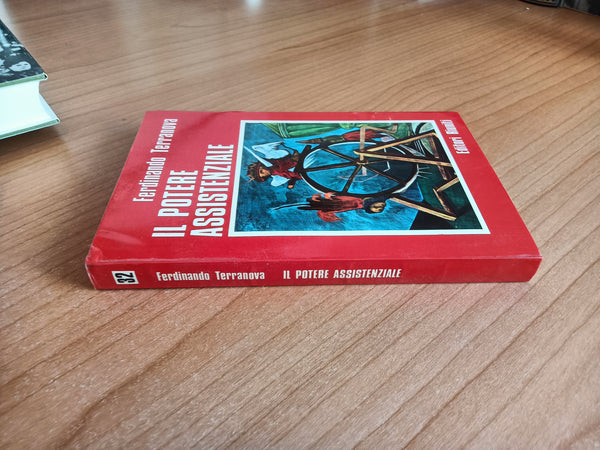 Ferdinando Terranova
IL POTERE
ASSISTENZIALE
Editori Riuniti
32
Ferdinando Terranova IL POTERE ASSISTENZIALE